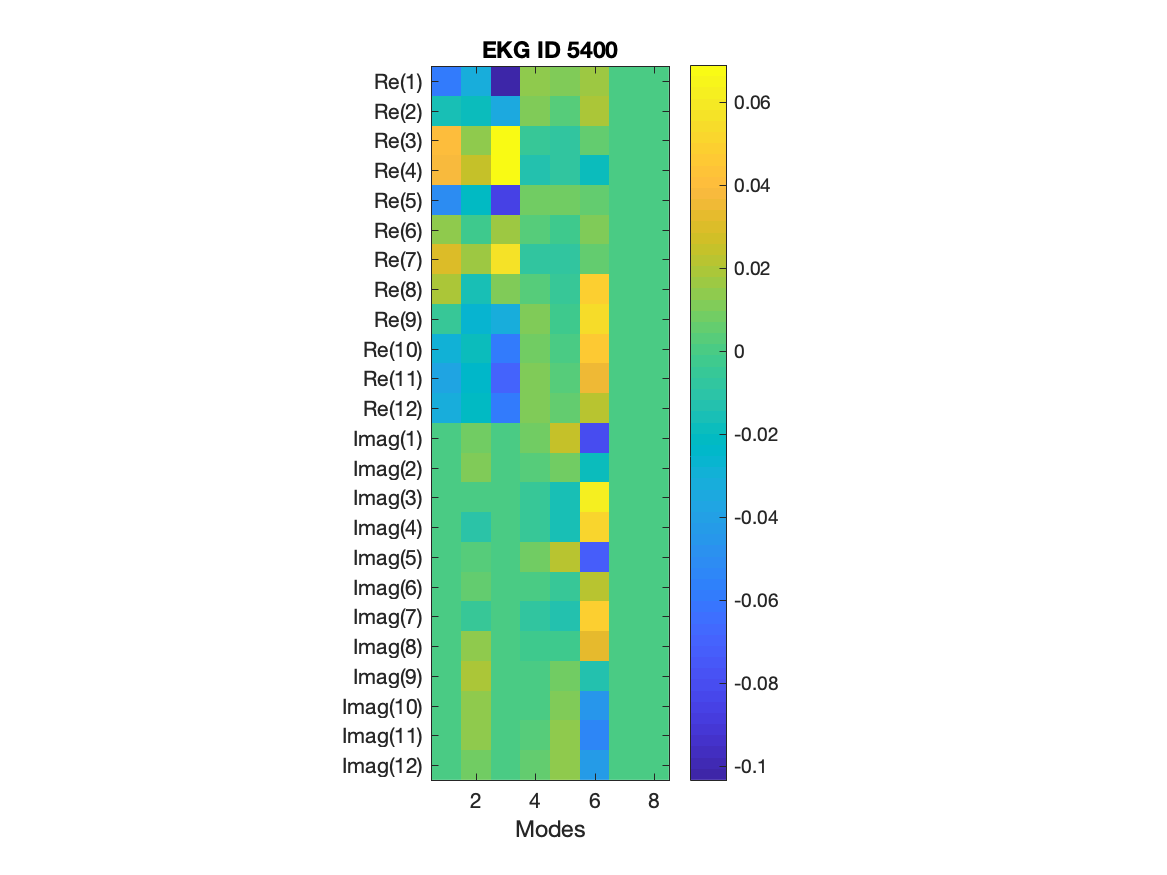 EKG ID 5400
Re(1)
Re(2)
Re(3)
Re(4)
Re(5)
Re(6)
Re(7)
Re(8)
Re(9)
Re(10)
Re(11)
Re(12)
Imag(1)
Imag(2)
Imag(3)
Imag(4)
Imag(5)
Imag(6)
Imag(7)
Imag(8)
Imag(9)
Imag(10)
Imag(11)
Imag(12)
2 4 6 8
Modes
0.06
0.04
0.02
0
-0.02
-0.04
-0.06
-0.08
-0.1